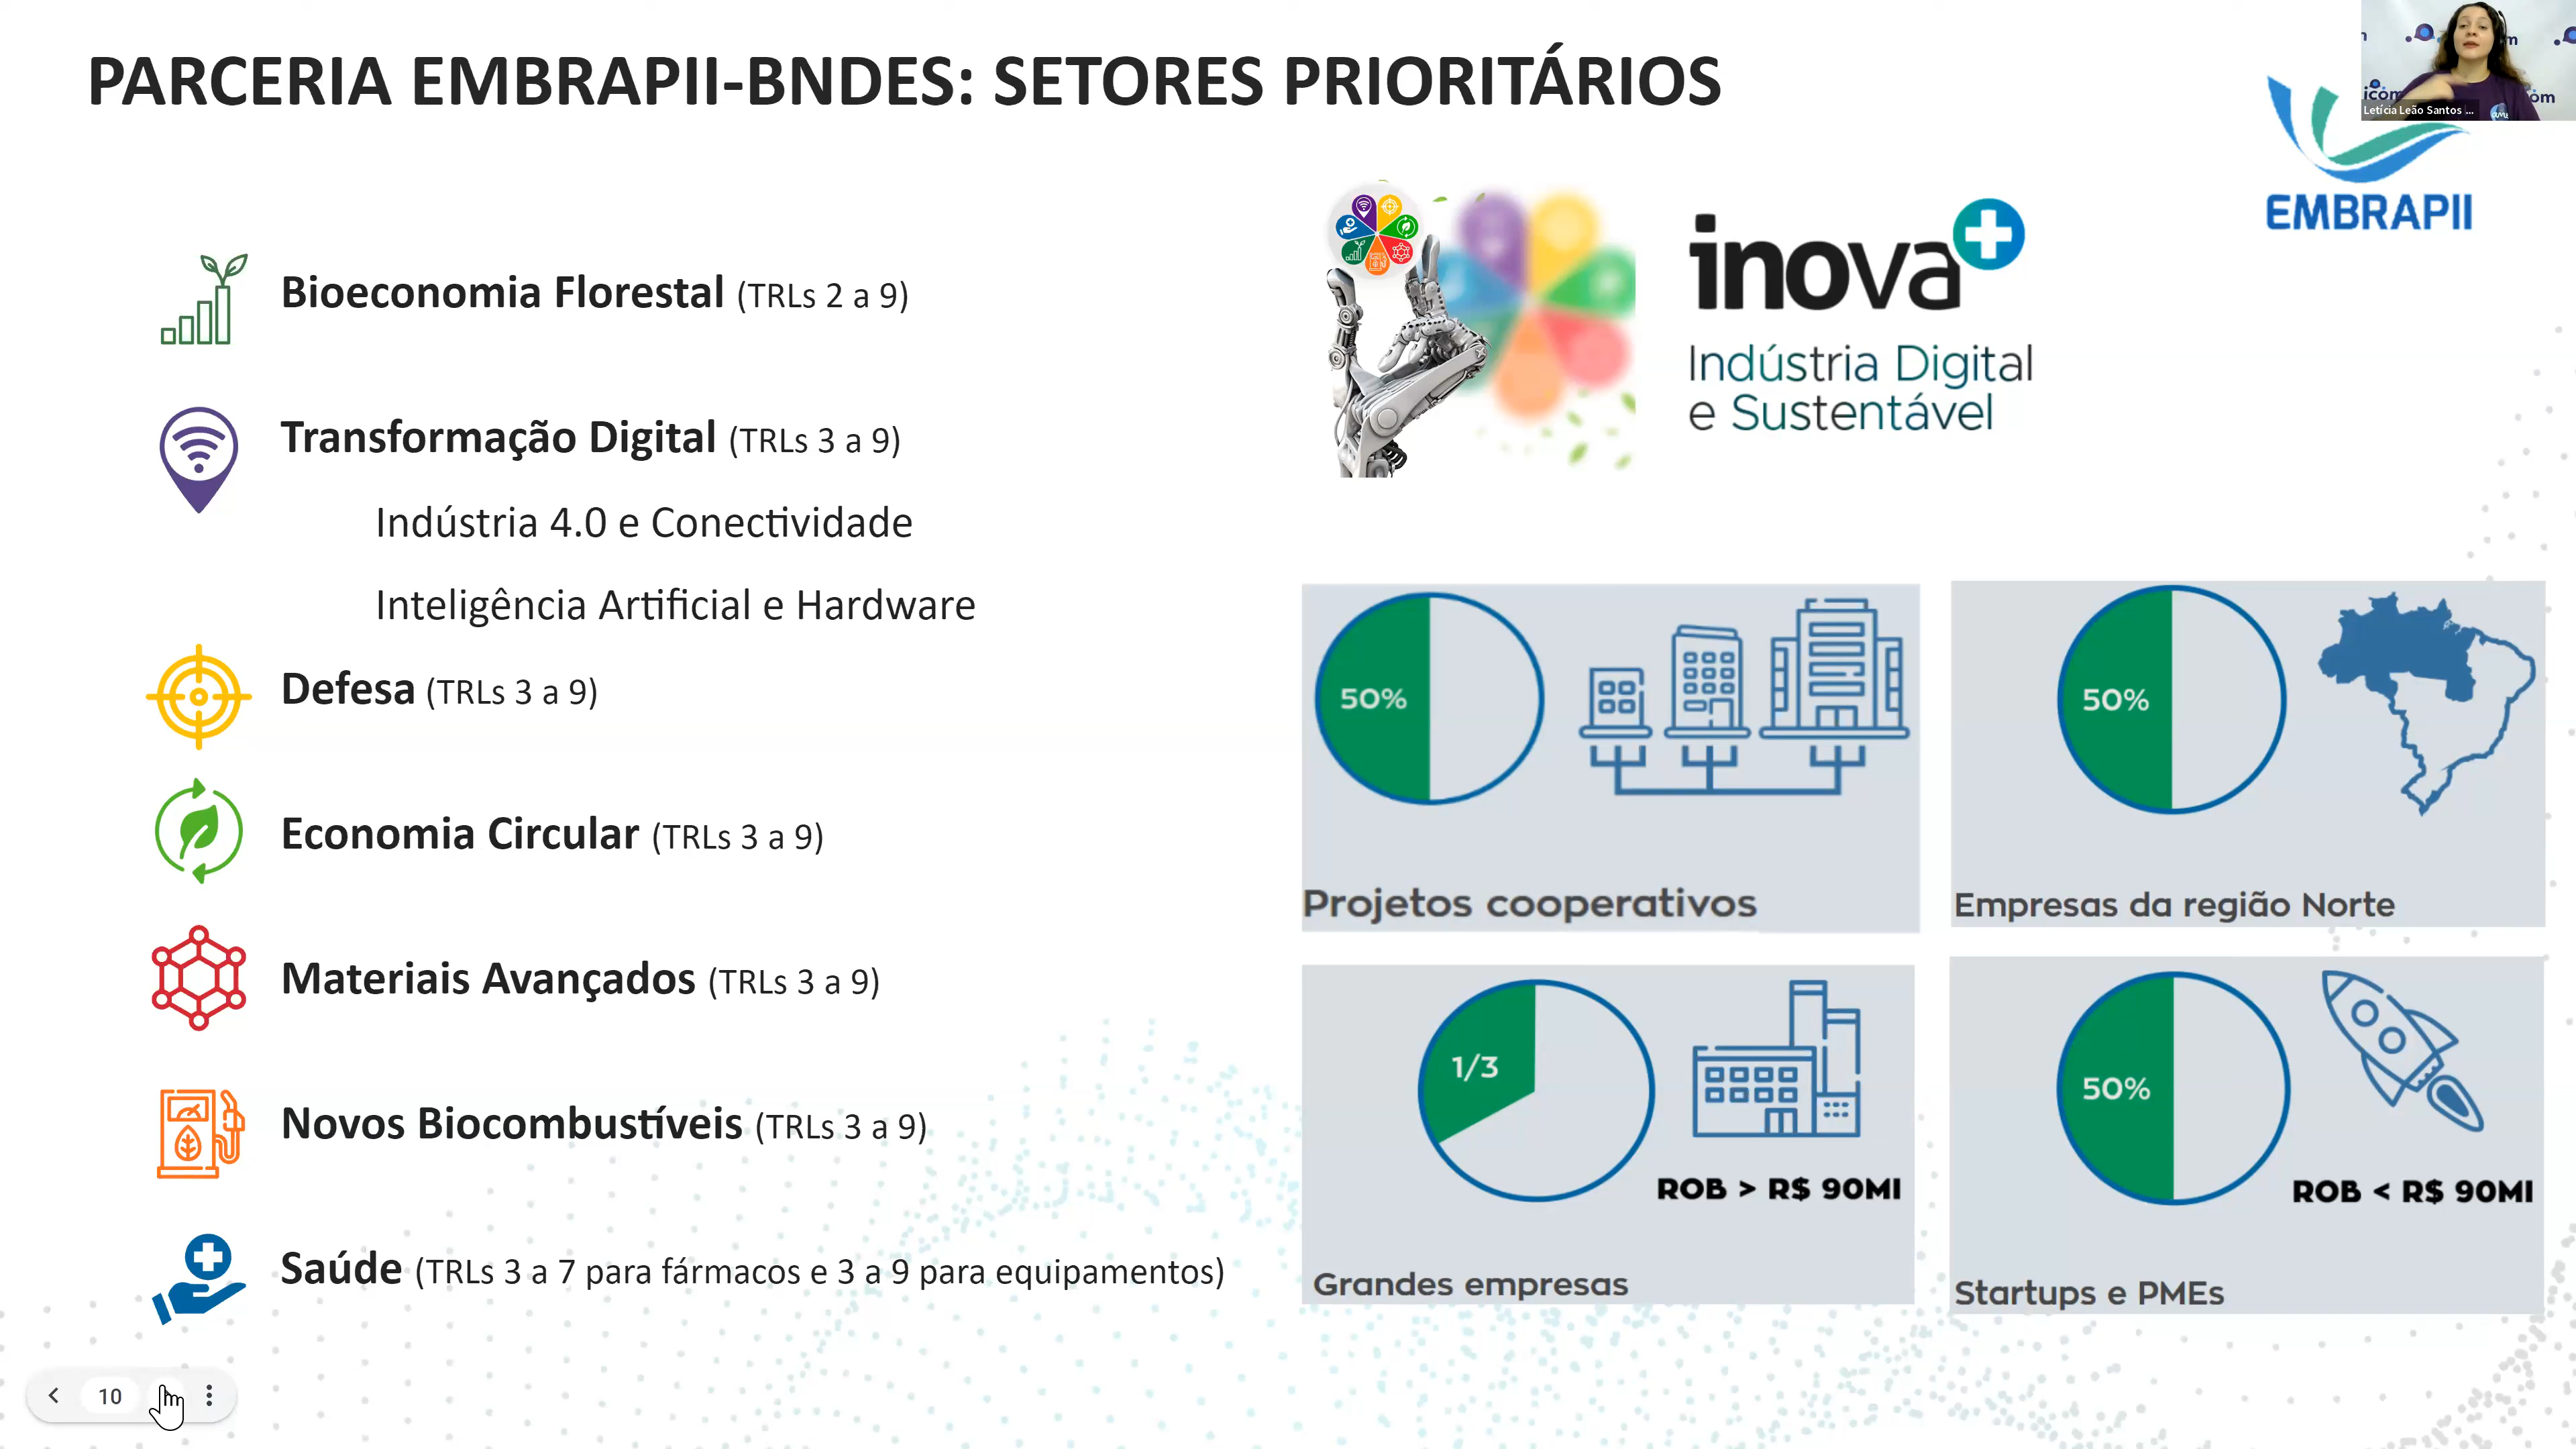 PARCERIA EMBRAPII-BNDES: SETORES PRIORITÁRIOS
Letícia Leão Santos ...
EMBRAPII
Bioeconomia Florestal (TRLs 2 a 9)
Transformação Digital (TRLs 3 a 9)
Indústria 4.0 e Conectividade
Inteligência Artificial e Hardware
Defesa (TRLs 3 a 9)
Economia Circular (TRLs 3 a 9)
Materiais Avançados (TRLs 3 a 9)
Novos Biocombustíveis (TRLs 3 a 9)
Saúde (TRLs 3 a 7 para fármacos e 3 a 9 para equipamentos)
inova+
Indústria Digital
e Sustentável
50%
Projetos cooperativos
50%
Empresas da região Norte
1/3
ROB > R$ 90MI
Grandes empresas
50%
ROB < R$ 90MI
Startups e PMEs
10